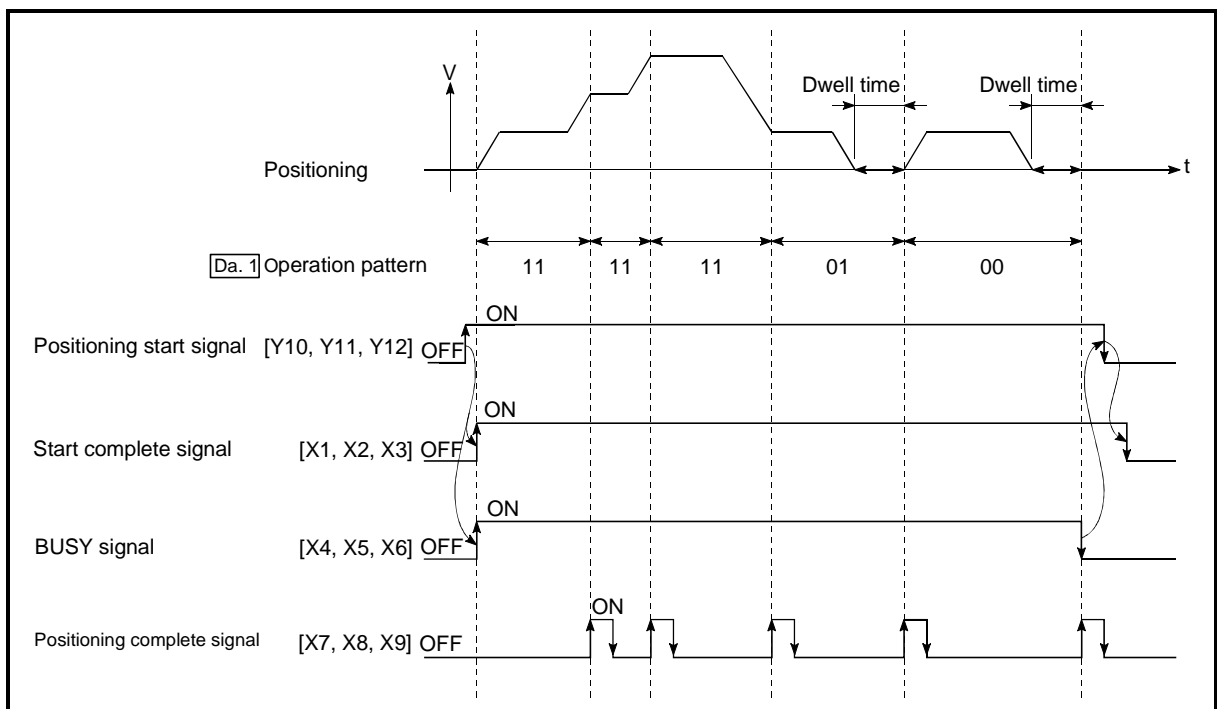 V
Dwell time Dwell time
Positioning t
Da. 1 Operation pattern 11 11 11 01 00
ON
Positioning start signal [Y10, Y11, Y12] OFF
ON
Start complete signal [X1, X2, X3] OFF
ON
BUSY signal [X4, X5, X6] OFF
ON
Positioning complete signal [X7, X8, X9] OFF